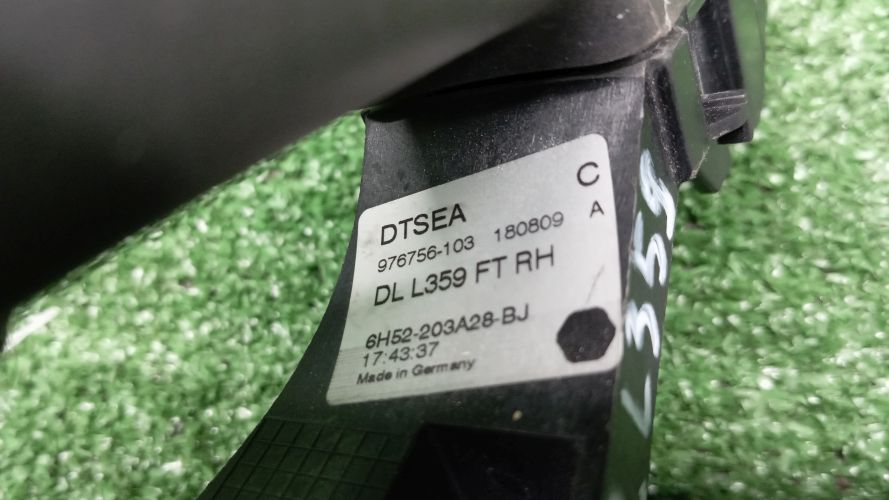 DTSEA C
976756-103 180809 A
DL L359 FT RH
6H52-203A28-BJ
17:43:37
Made in Germany
L359